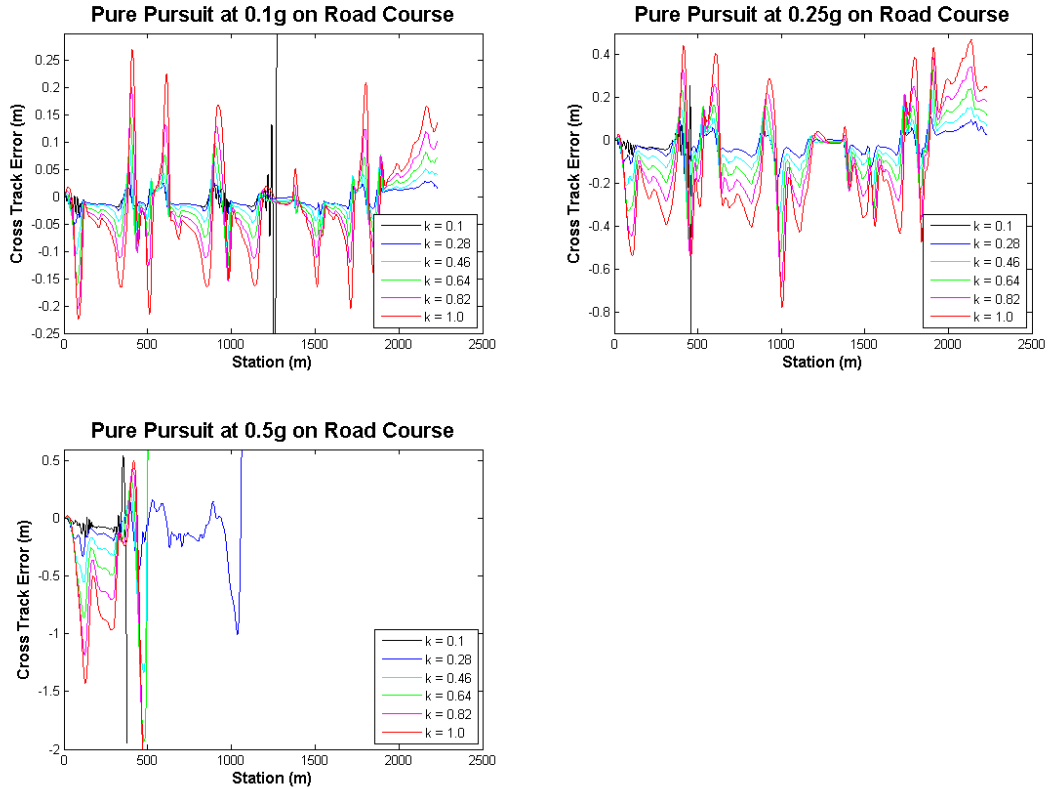 Pure Pursuit at 0.1g on Road Course
Cross Track Error (m)
0.25
0.2
0.15
0.1
0.05
0
-0.05
-0.1
-0.15
-0.2
-0.25
0
500
1000
1500
2000
2500
Station (m)
k = 0.1
k = 0.28
k = 0.46
k = 0.64
k = 0.82
k = 1.0
Pure Pursuit at 0.25g on Road Course
Cross Track Error (m)
0.4
0.2
0
-0.2
-0.4
-0.6
-0.8
0
500
1000
1500
2000
2500
Station (m)
k = 0.1
k = 0.28
k = 0.46
k = 0.64
k = 0.82
k = 1.0
Pure Pursuit at 0.5g on Road Course
Cross Track Error (m)
0.5
0
-0.5
-1
-1.5
-2
0
500
1000
1500
2000
2500
Station (m)
k = 0.1
k = 0.28
k = 0.46
k = 0.64
k = 0.82
k = 1.0